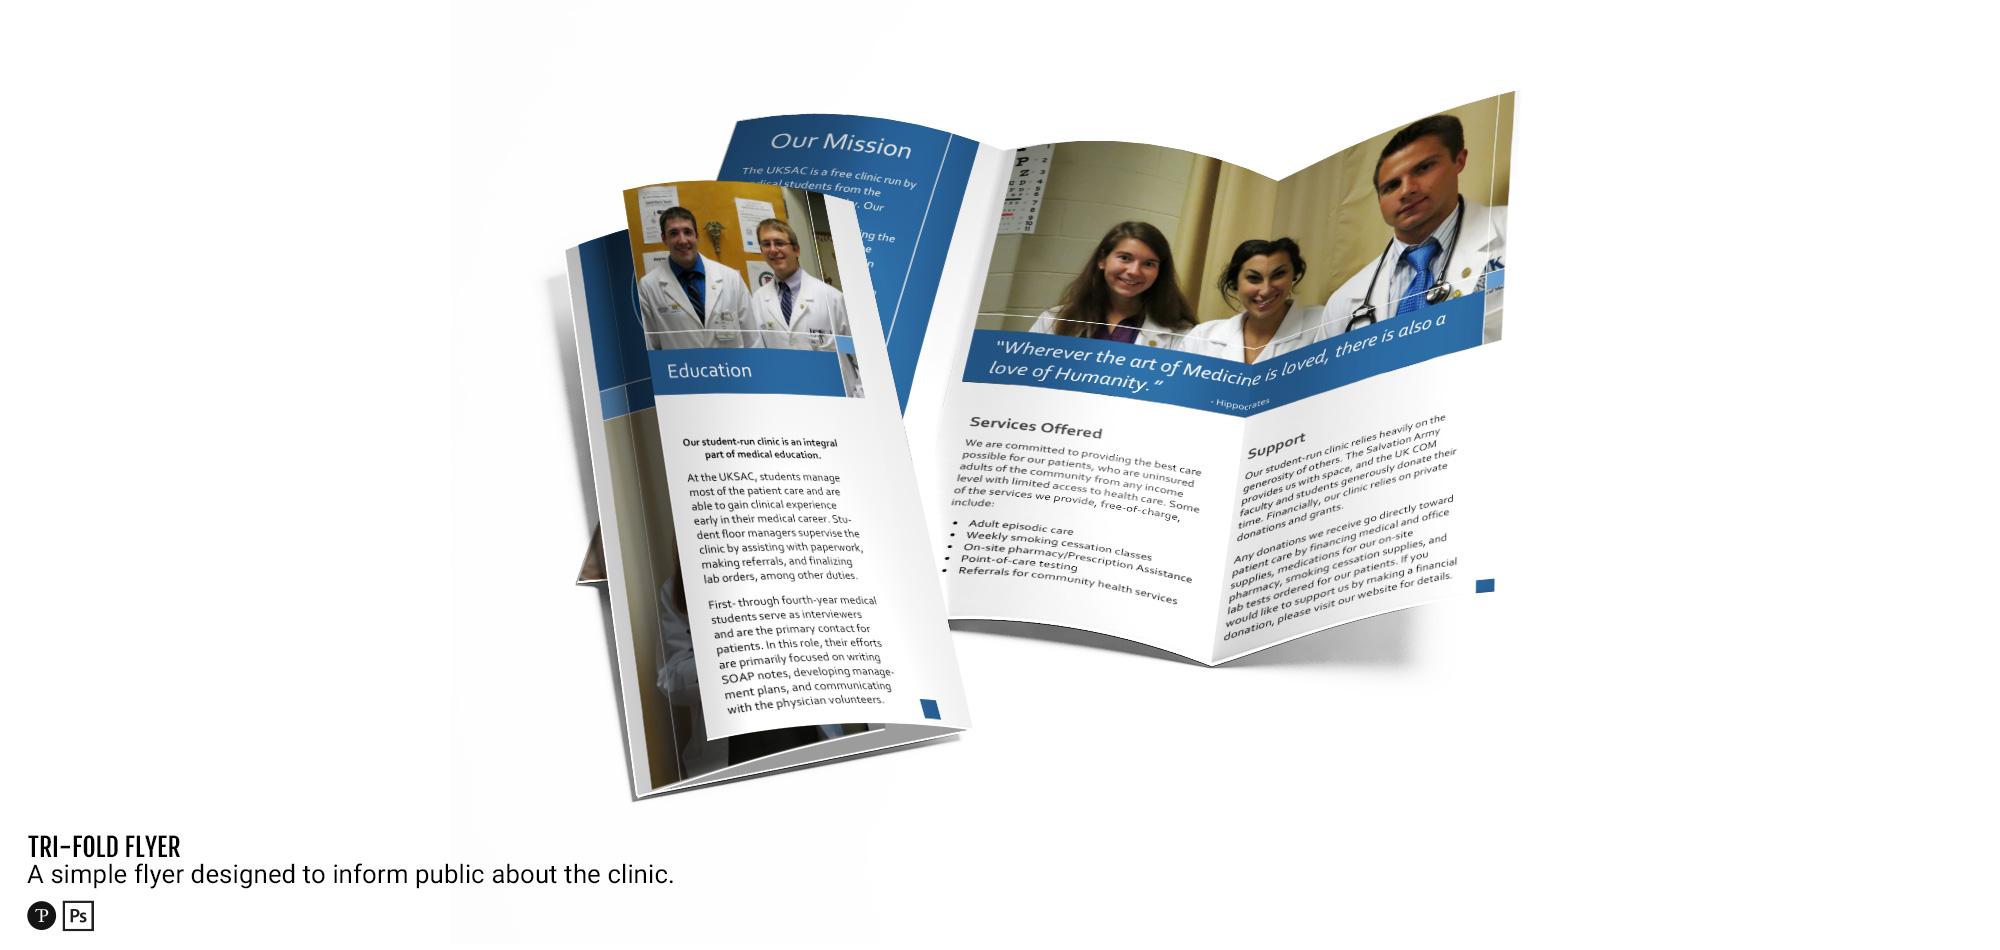 Our Mission
The UKSAC is a free clinic run by
students from the
Our
the
Education
Our student-run clinic is an integral
part of medical education.
At the UKSAC, students manage
most of the patient care and are
able to gain clinical experience
early in their medical career. Stu-
dent floor managers supervise the
clinic by assisting with paperwork,
making referrals, and finalizing
lab orders, among other duties.
First- through fourth-year medical
students serve as interviewers
and are the primary contact for
patients. In this role, their efforts
are primarily focused on writing
SOAP notes, developing manage-
ment plans, and communicating
with the physician volunteers.
"Wherever the art of Medicine is loved, there is also a
love of Humanity."
- Hippocrates
Services Offered
We are committed to providing the best care
possible for our patients, who are uninsured
adults of the community from any income
level with limited access to health care. Some
of the services we provide, free-of-charge,
include:
• Adult episodic care
• Weekly smoking cessation classes
• On-site pharmacy/Prescription Assistance
• Point-of-care testing
• Referrals for community health services
Support
Our student-run clinic relies heavily on the
generosity of others. The Salvation Army
provides us with space, and the UK COM
faculty and students generously donate their
time. Financially, our clinic relies on private
donations and grants.
Any donations we receive go directly toward
patient care by financing medical and office
supplies, medications for our on-site
pharmacy, smoking cessation supplies, and
lab tests ordered for our patients. If you
would like to support us by making a financial
donation, please visit our website for details.
TRI-FOLD FLYER
A simple flyer designed to inform public about the clinic.
Ps